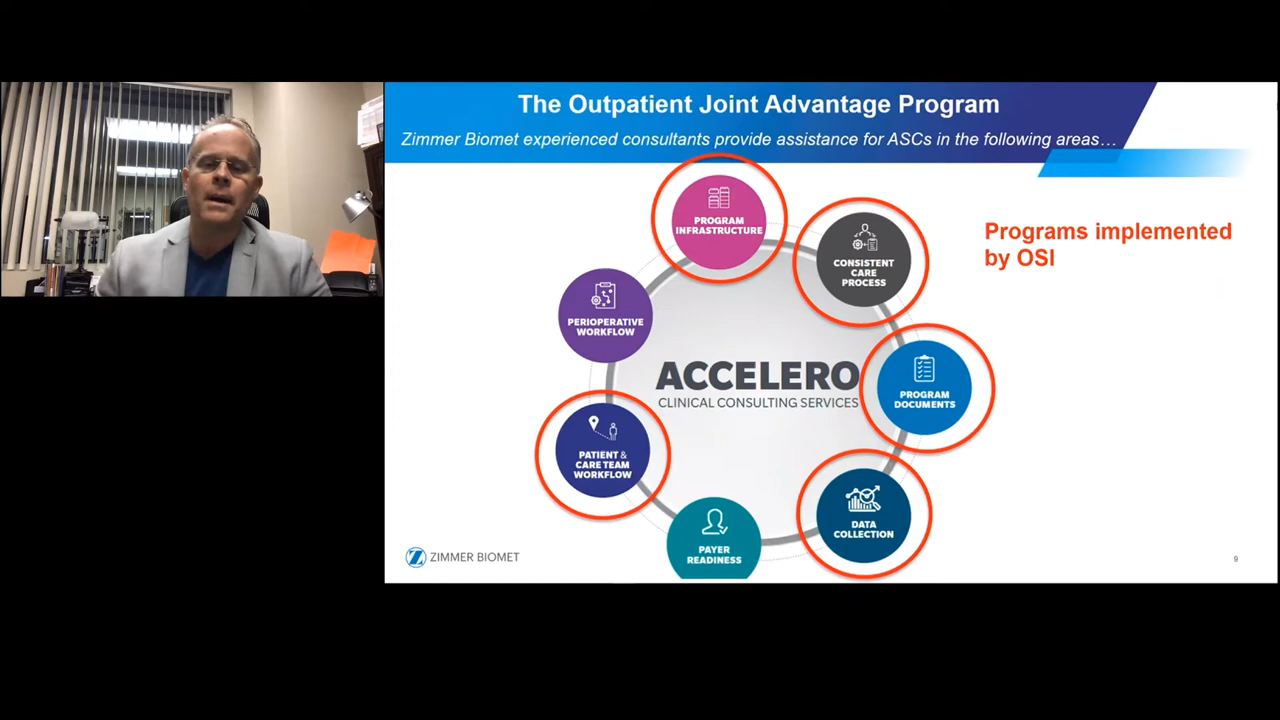 The Outpatient Joint Advantage Program
Zimmer Biomet experienced consultants provide assistance for ASCs in the following areas…
PROGRAM
INFRASTRUCTURE
CONSISTENT
CARE
PROCESS
Programs implemented
by OSI
PERIOPERATIVE
WORKFLOW
ACCELERO
CLINICAL CONSULTING SERVICES
PROGRAM
DOCUMENTS
PATIENT &
CARE TEAM
WORKFLOW
DATA
COLLECTION
PAYER
READINESS
Z ZIMMER BIOMET
9